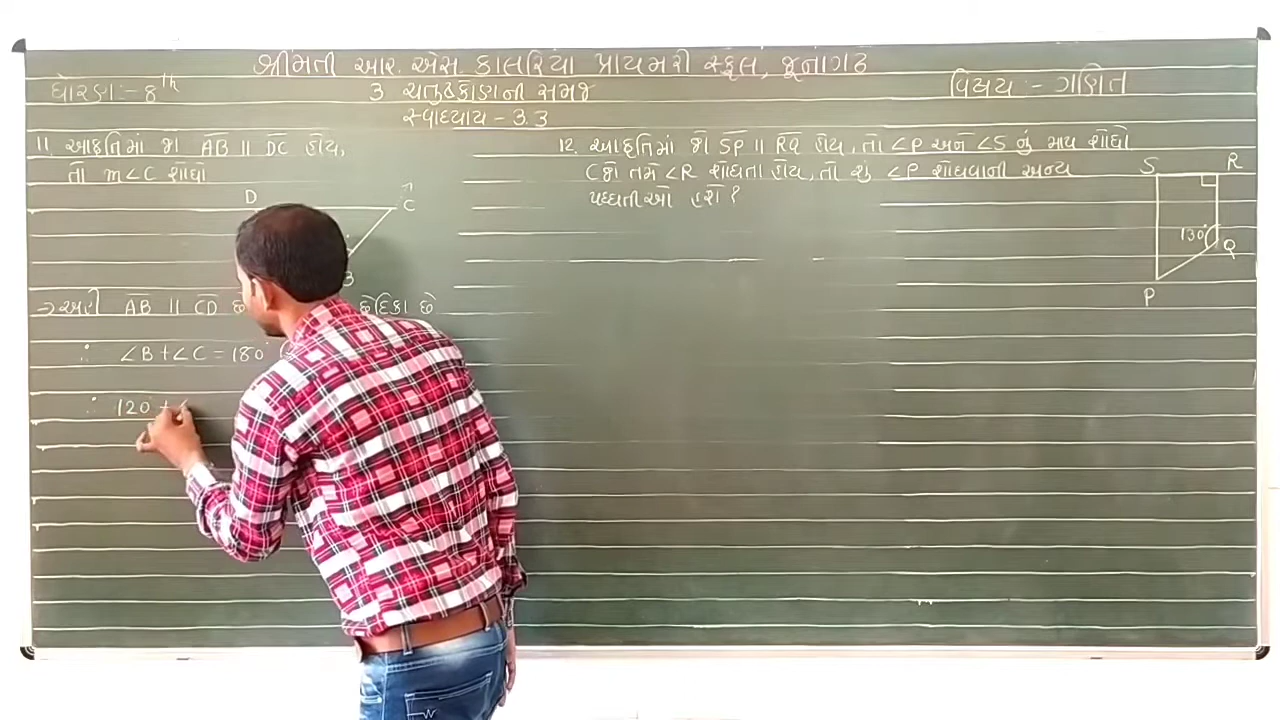 શ્રીમતી આર. એસ. કાલરિયા પ્રાયમરી સ્કૂલ, જૂનાગઢ
ધોરણ:- 8th
3 ચતુષ્કોણની સમજ
વિષય :- ગણિત
સ્વાધ્યાય - 3.3
11. આકૃતિમાં જો AB || DC હોય,
તો m∠C શોધો
D
C
B
⇒ અહીં AB || CD છે
છેદિકા છે
∴ ∠B + ∠C = 180°
∴ 120° +
12. આકૃતિમાં જો SP || RQ હોય, તો ∠P અને ∠S નું માપ શોધો
(જો તમે ∠R શોધતા હોય, તો શું ∠P શોધવાની અન્ય
પધ્ધતીઓ હશે ?
S
R
130°
Q
P